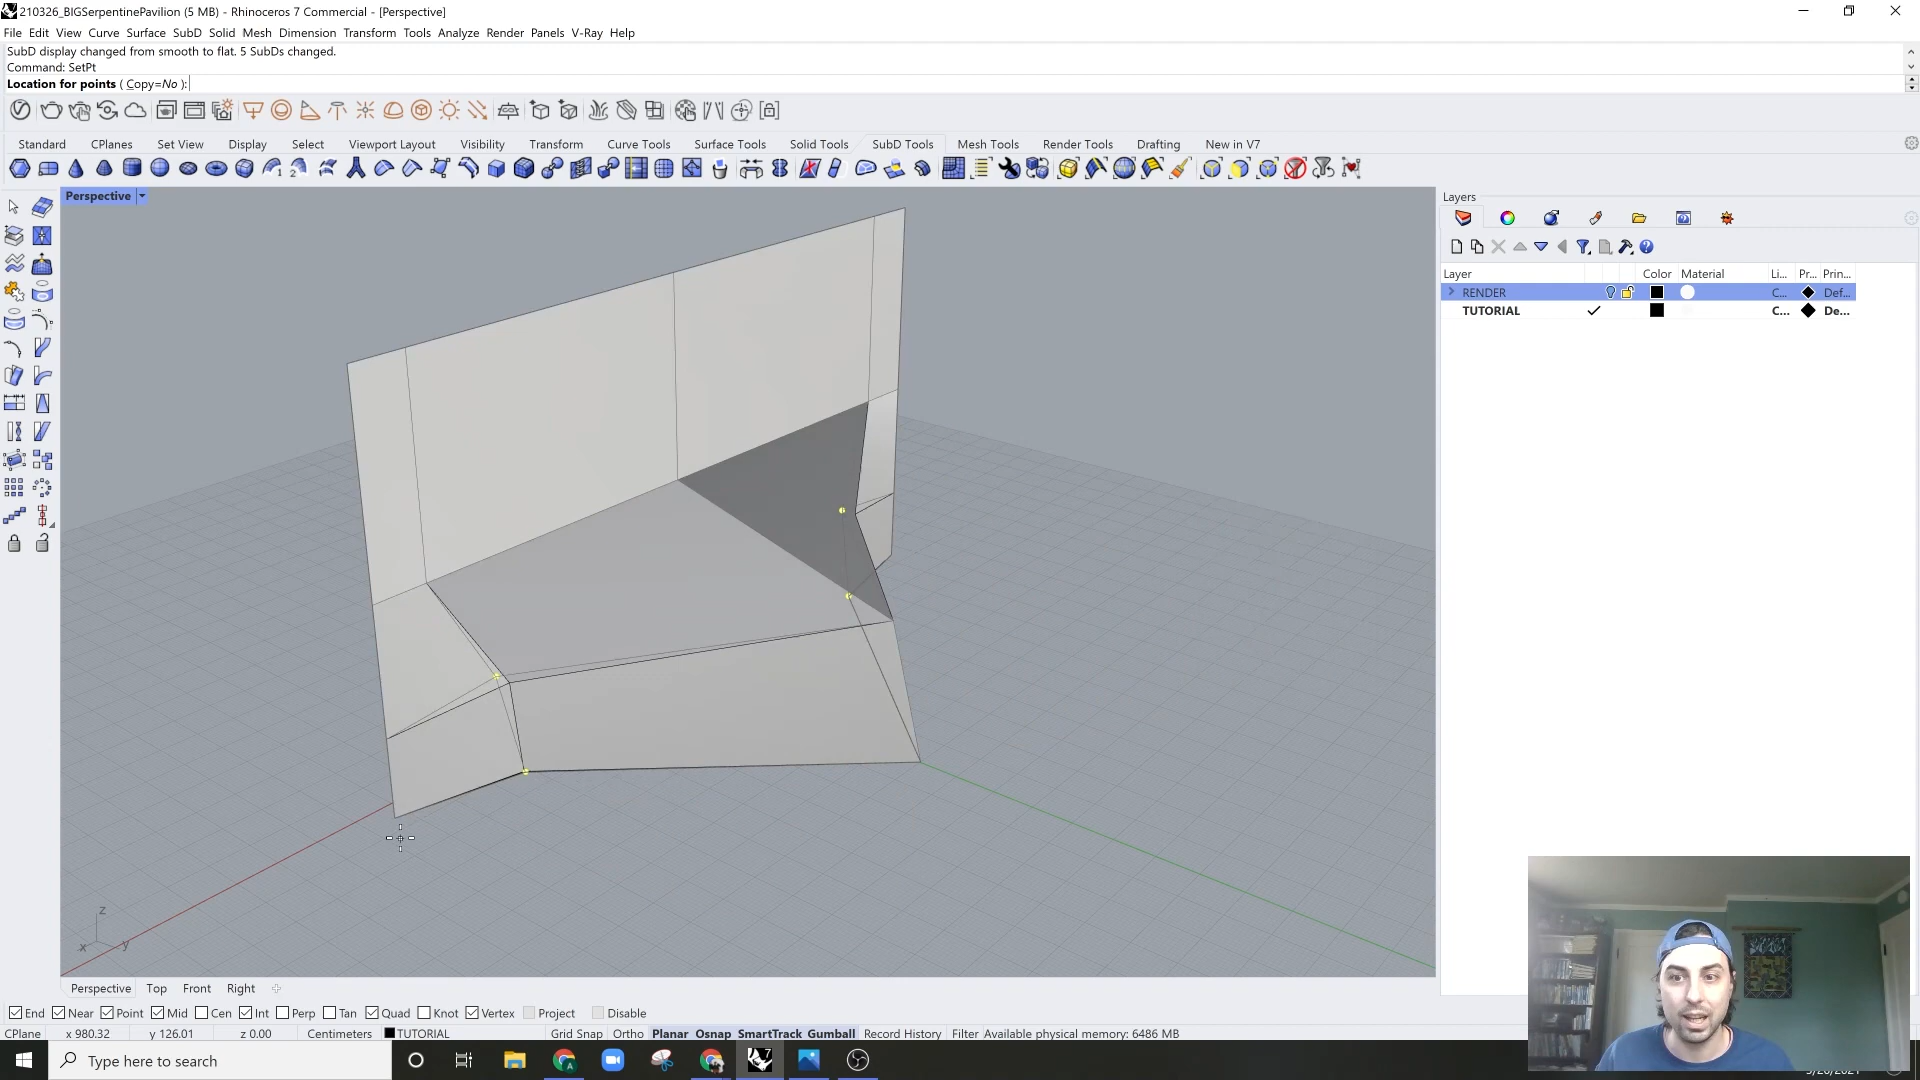 210326_BIGSerpentinePavilion (5 MB) - Rhinoceros 7 Commercial - [Perspective]
File Edit View Curve Surface SubD Solid Mesh Dimension Transform Tools Analyze Render Panels V-Ray Help
SubD display changed from smooth to flat. 5 SubDs changed.
Command: SetPt
Location for points ( Copy=No ):
Standard CPlanes Set View Display Select Viewport Layout Visibility Transform Curve Tools Surface Tools Solid Tools SubD Tools Mesh Tools Render Tools Drafting New in V7
Perspective
Layers
Layer Color Material Li... Pr... Prin...
RENDER C... Def...
TUTORIAL C... De...
z
x y
Perspective Top Front Right
End Near Point Mid Cen Int Perp Tan Quad Knot Vertex Project Disable
CPlane x 980.32 y 126.01 z 0.00 Centimeters TUTORIAL Grid Snap Ortho Planar Osnap SmartTrack Gumball Record History Filter Available physical memory: 6486 MB
Type here to search